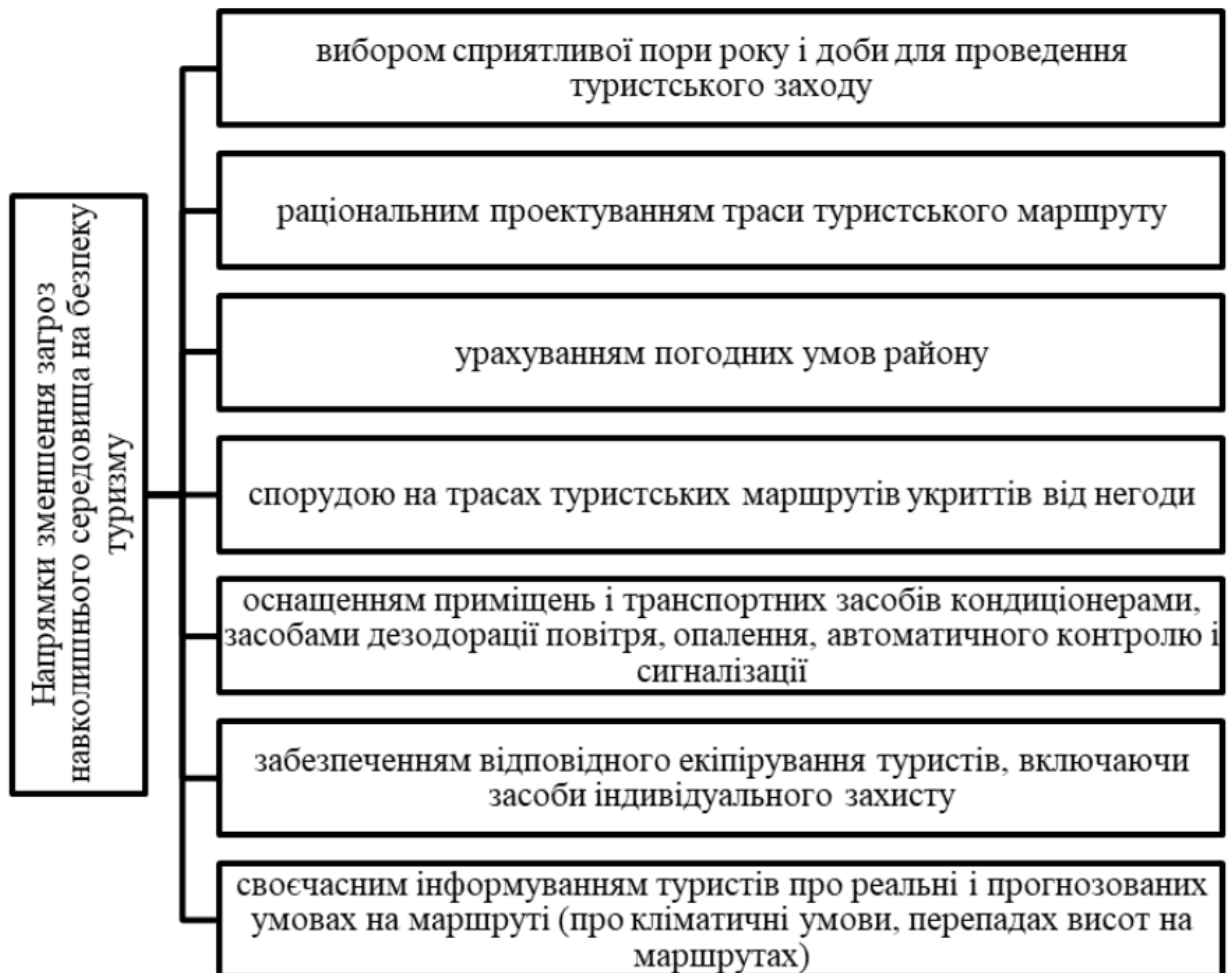 Напрямки зменшення загроз
навколишнього середовища на безпеку
туризму
вибором сприятливої пори року і доби для проведення
туристського заходу
раціональним проектуванням траси туристського маршруту
урахуванням погодних умов району
спорудою на трасах туристських маршрутів укриттів від негоди
оснащенням приміщень і транспортних засобів кондиціонерами,
засобами дезодорації повітря, опалення, автоматичного контролю і
сигналізації
забезпеченням відповідного екіпірування туристів, включаючи
засоби індивідуального захисту
своєчасним інформуванням туристів про реальні і прогнозованих
умовах на маршруті (про кліматичні умови, перепадах висот на
маршрутах)